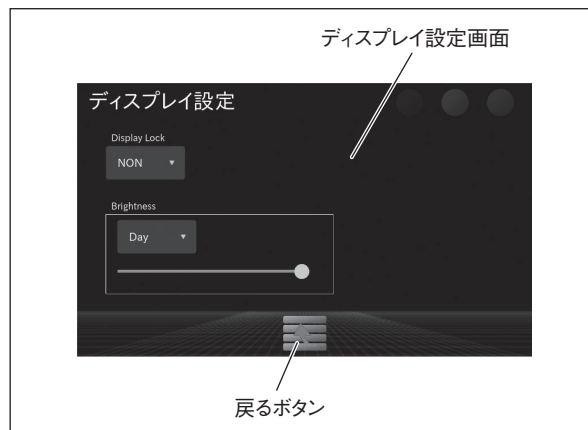 ディスプレイ設定画面
ディスプレイ設定
Display Lock
NON
Brightness
Day
戻るボタン